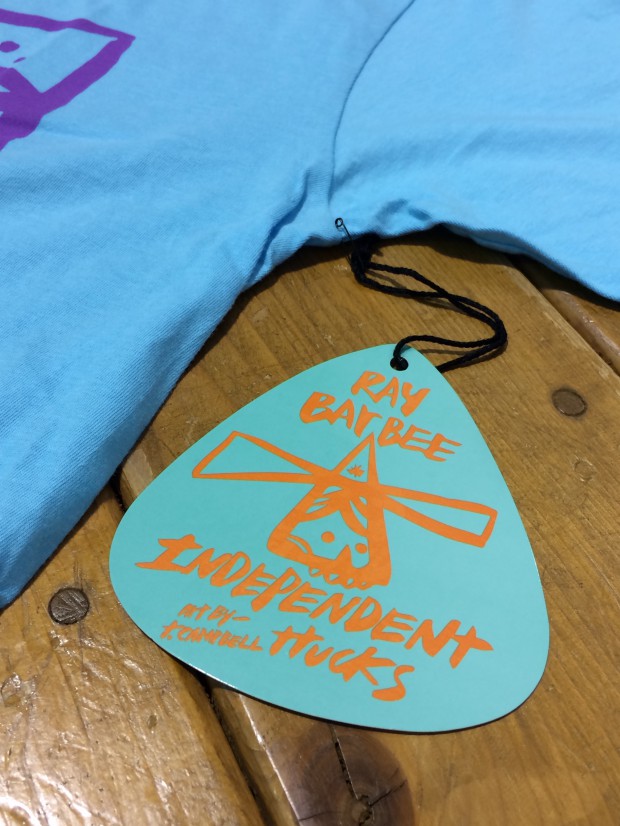 RAY
BARBEE
INDEPENDENT
ART BY-
T.CAMPBELL
TRUCKS